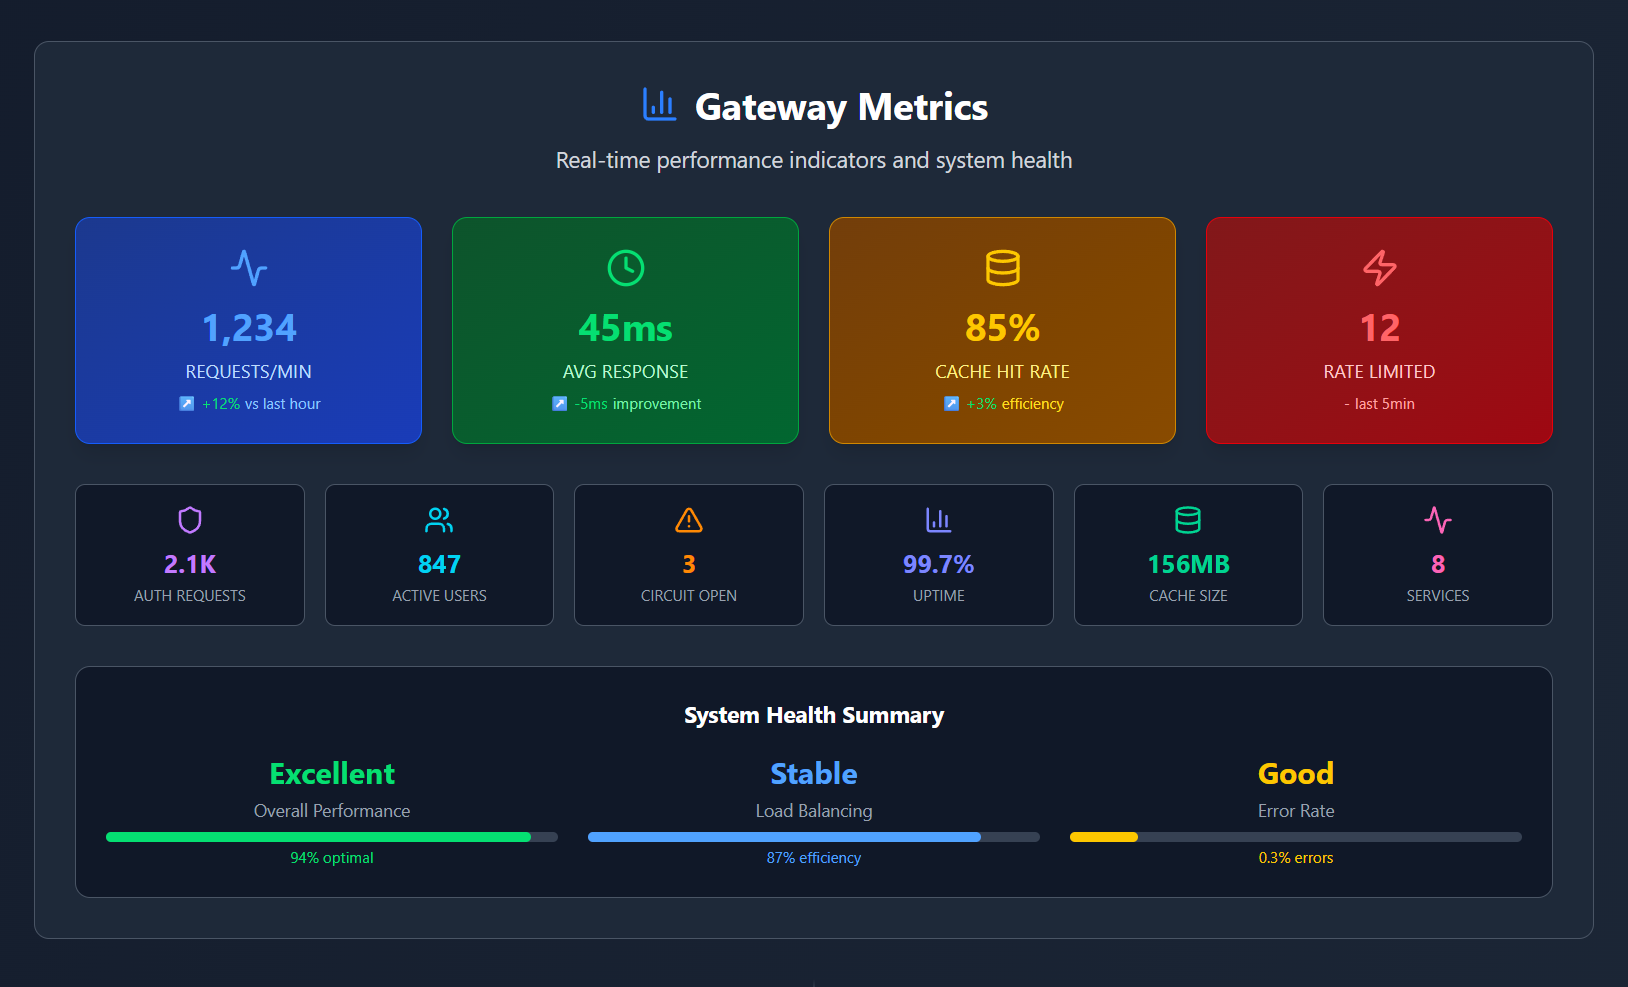 Gateway Metrics
Real-time performance indicators and system health
1,234
REQUESTS/MIN
↗ +12% vs last hour
45ms
AVG RESPONSE
↗ -5ms improvement
85%
CACHE HIT RATE
↗ +3% efficiency
12
RATE LIMITED
- last 5min
2.1K
AUTH REQUESTS
847
ACTIVE USERS
3
CIRCUIT OPEN
99.7%
UPTIME
156MB
CACHE SIZE
8
SERVICES
System Health Summary
Excellent
Overall Performance
94% optimal
Stable
Load Balancing
87% efficiency
Good
Error Rate
0.3% errors